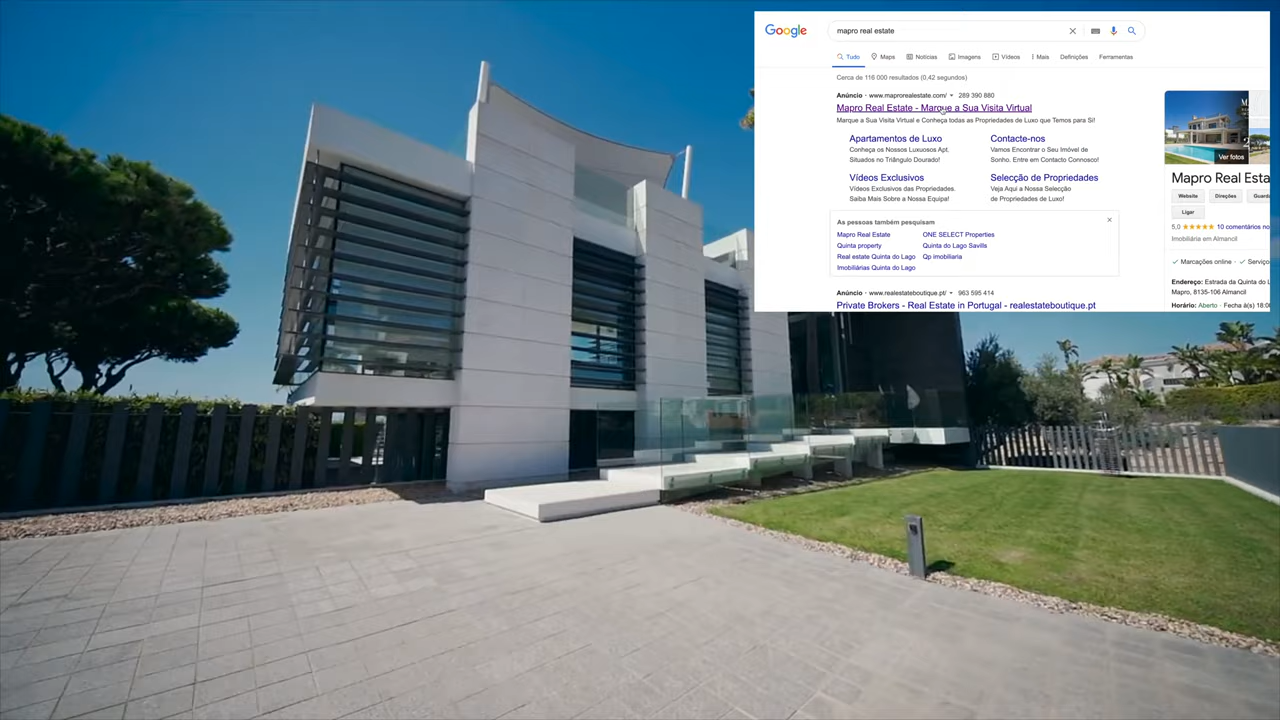 Google
mapro real estate
Tudo Maps Notícias Imagens Vídeos Mais Definições Ferramentas
Cerca de 116 000 resultados (0,42 segundos)
Anúncio · www.maprorealestate.com/ 289 390 880
Mapro Real Estate - Marque a Sua Visita Virtual
Marque a Sua Visita Virtual e Conheça todas as Propriedades de Luxo que Temos para Si!
Apartamentos de Luxo
Conheça os Nossos Luxuosos Apt.
Situados no Triângulo Dourado!
Contacte-nos
Vamos Encontrar o Seu Imóvel de
Sonho. Entre em Contacto Connosco!
Vídeos Exclusivos
Vídeos Exclusivos das Propriedades.
Saiba Mais Sobre a Nossa Equipa!
Selecção de Propriedades
Veja Aqui a Nossa Selecção
de Propriedades de Luxo!
As pessoas também pesquisam
Mapro Real Estate
Quinta property
Real estate Quinta do Lago
Imobiliárias Quinta do Lago
ONE SELECT Properties
Quinta do Lago Savills
Qp imobiliaria
Anúncio · www.realestateboutique.pt/ 963 595 414
Private Brokers - Real Estate in Portugal - realestateboutique.pt
Ver fotos
Mapro Real Esta
Website Direções Guard
Ligar
5,0 10 comentários no
Imobiliária em Almancil
Marcações online · Serviço
Endereço: Estrada da Quinta do L
Mapro, 8135-106 Almancil
Horário: Aberto · Fecha à(s) 18:00